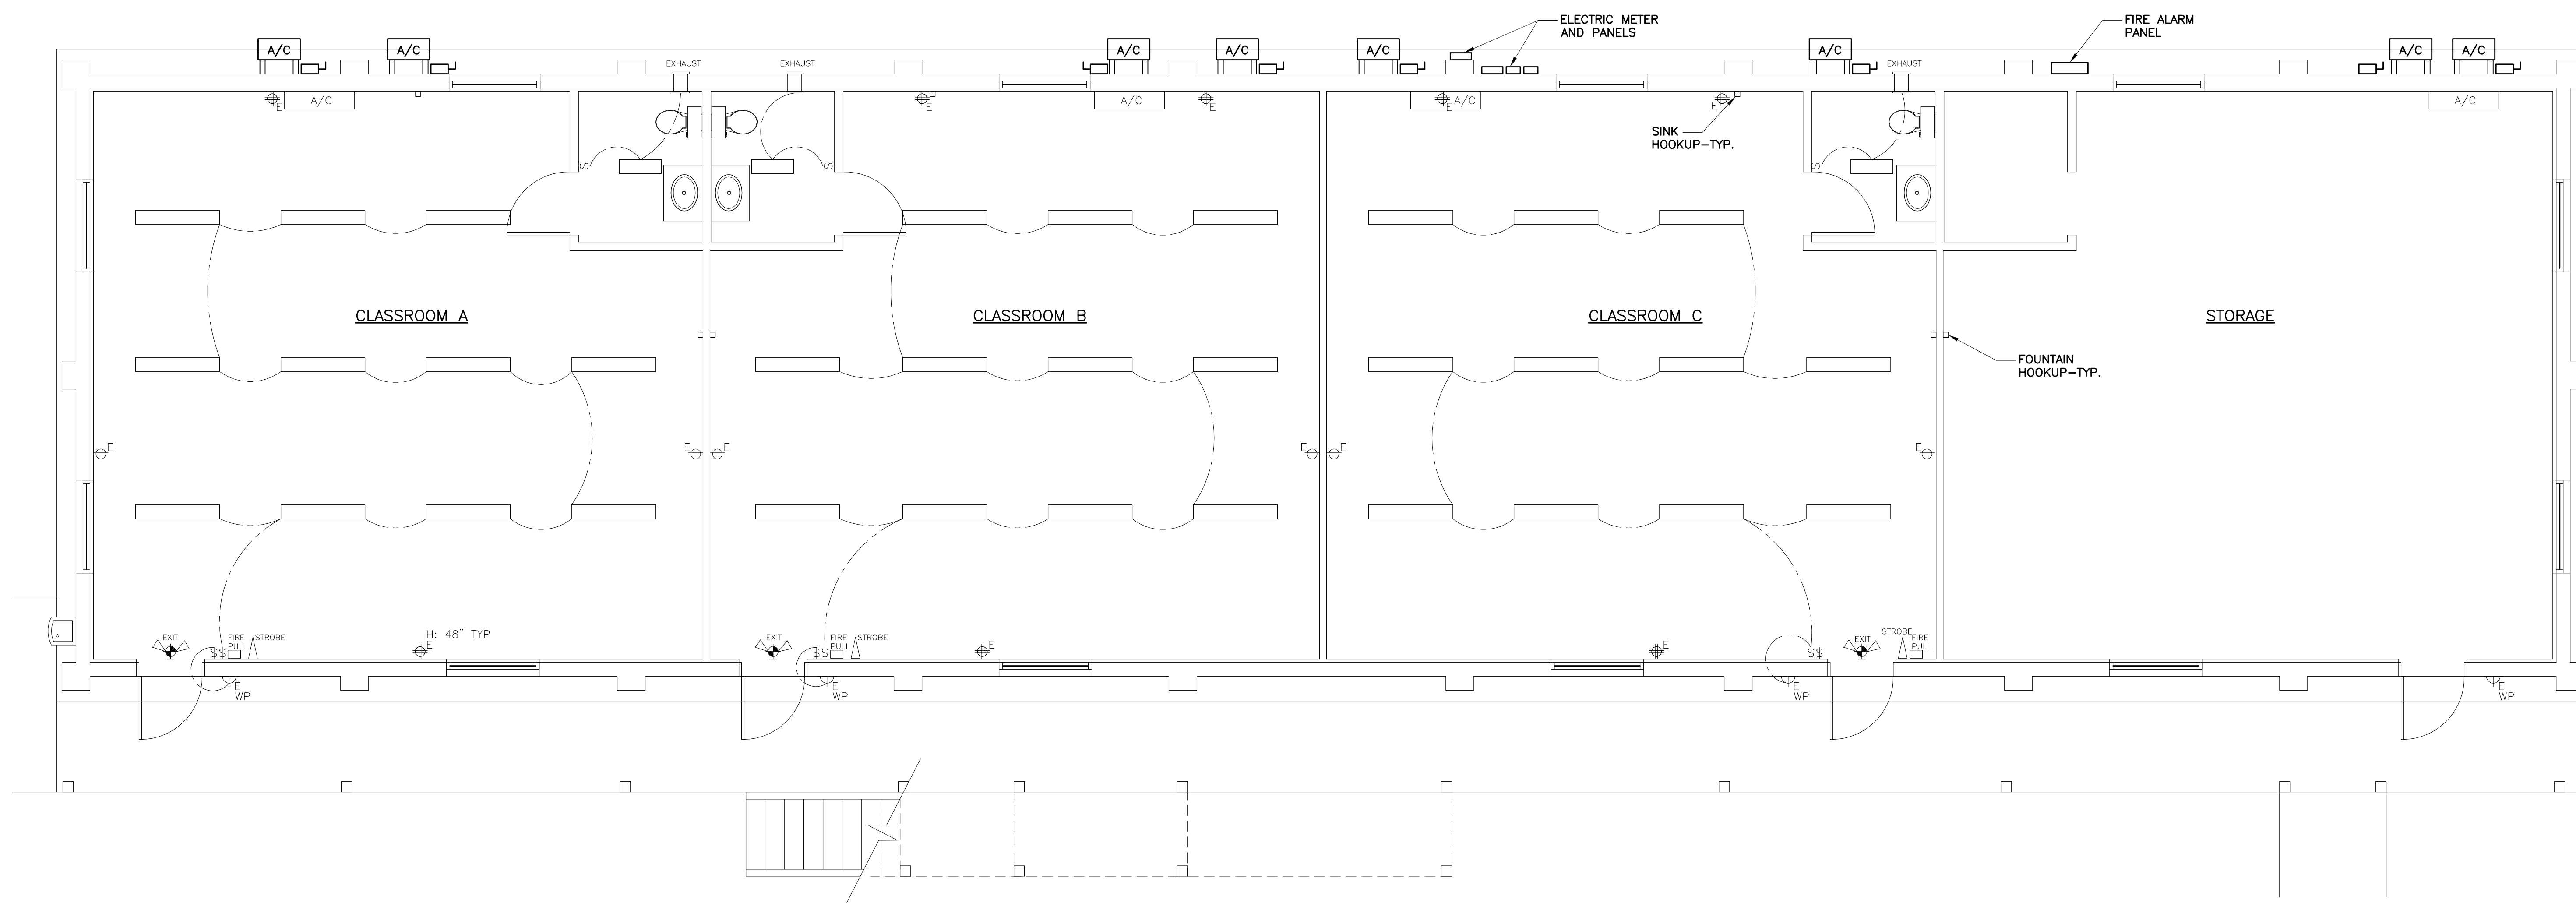 ELECTRIC METER
AND PANELS
FIRE ALARM
PANEL
A/C
A/C
A/C
A/C
A/C
A/C
A/C
A/C
EXHAUST
EXHAUST
EXHAUST
E
A/C
E
A/C
E
E
A/C
E
A/C
SINK
HOOKUP-TYP.
$
$
$
CLASSROOM A
CLASSROOM B
CLASSROOM C
STORAGE
FOUNTAIN
HOOKUP-TYP.
E
E
E
E
E
E
EXIT
FIRE
PULL
STROBE
$$
H: 48" TYP
E
EXIT
FIRE
PULL
STROBE
$$
E
E
$$
EXIT
STROBE
FIRE
PULL
E
WP
E
WP
E
WP
E
WP